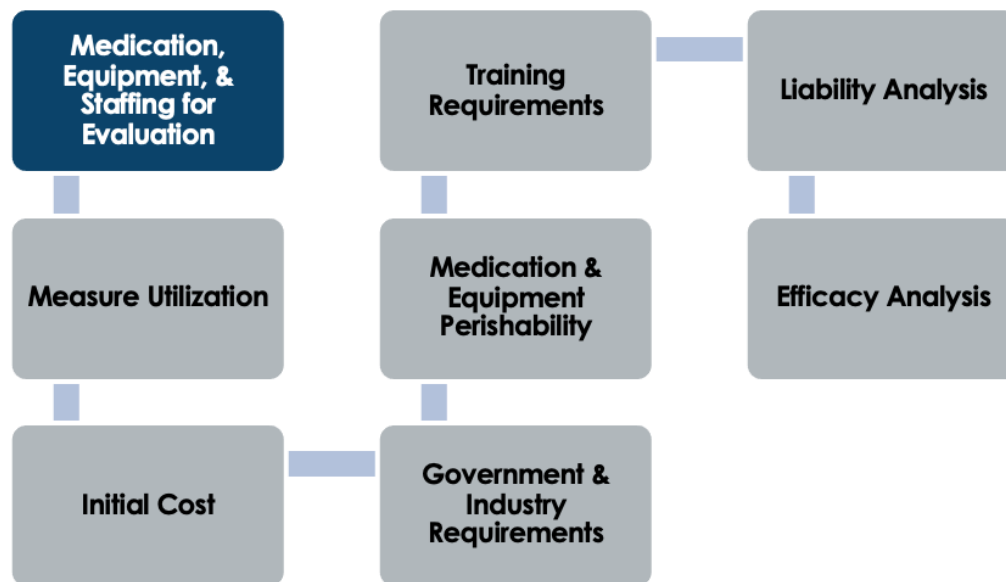 Medication,
Equipment, &
Staffing for
Evaluation
Measure Utilization
Initial Cost
Government &
Industry
Requirements
Medication &
Equipment
Perishability
Training
Requirements
Liability Analysis
Efficacy Analysis